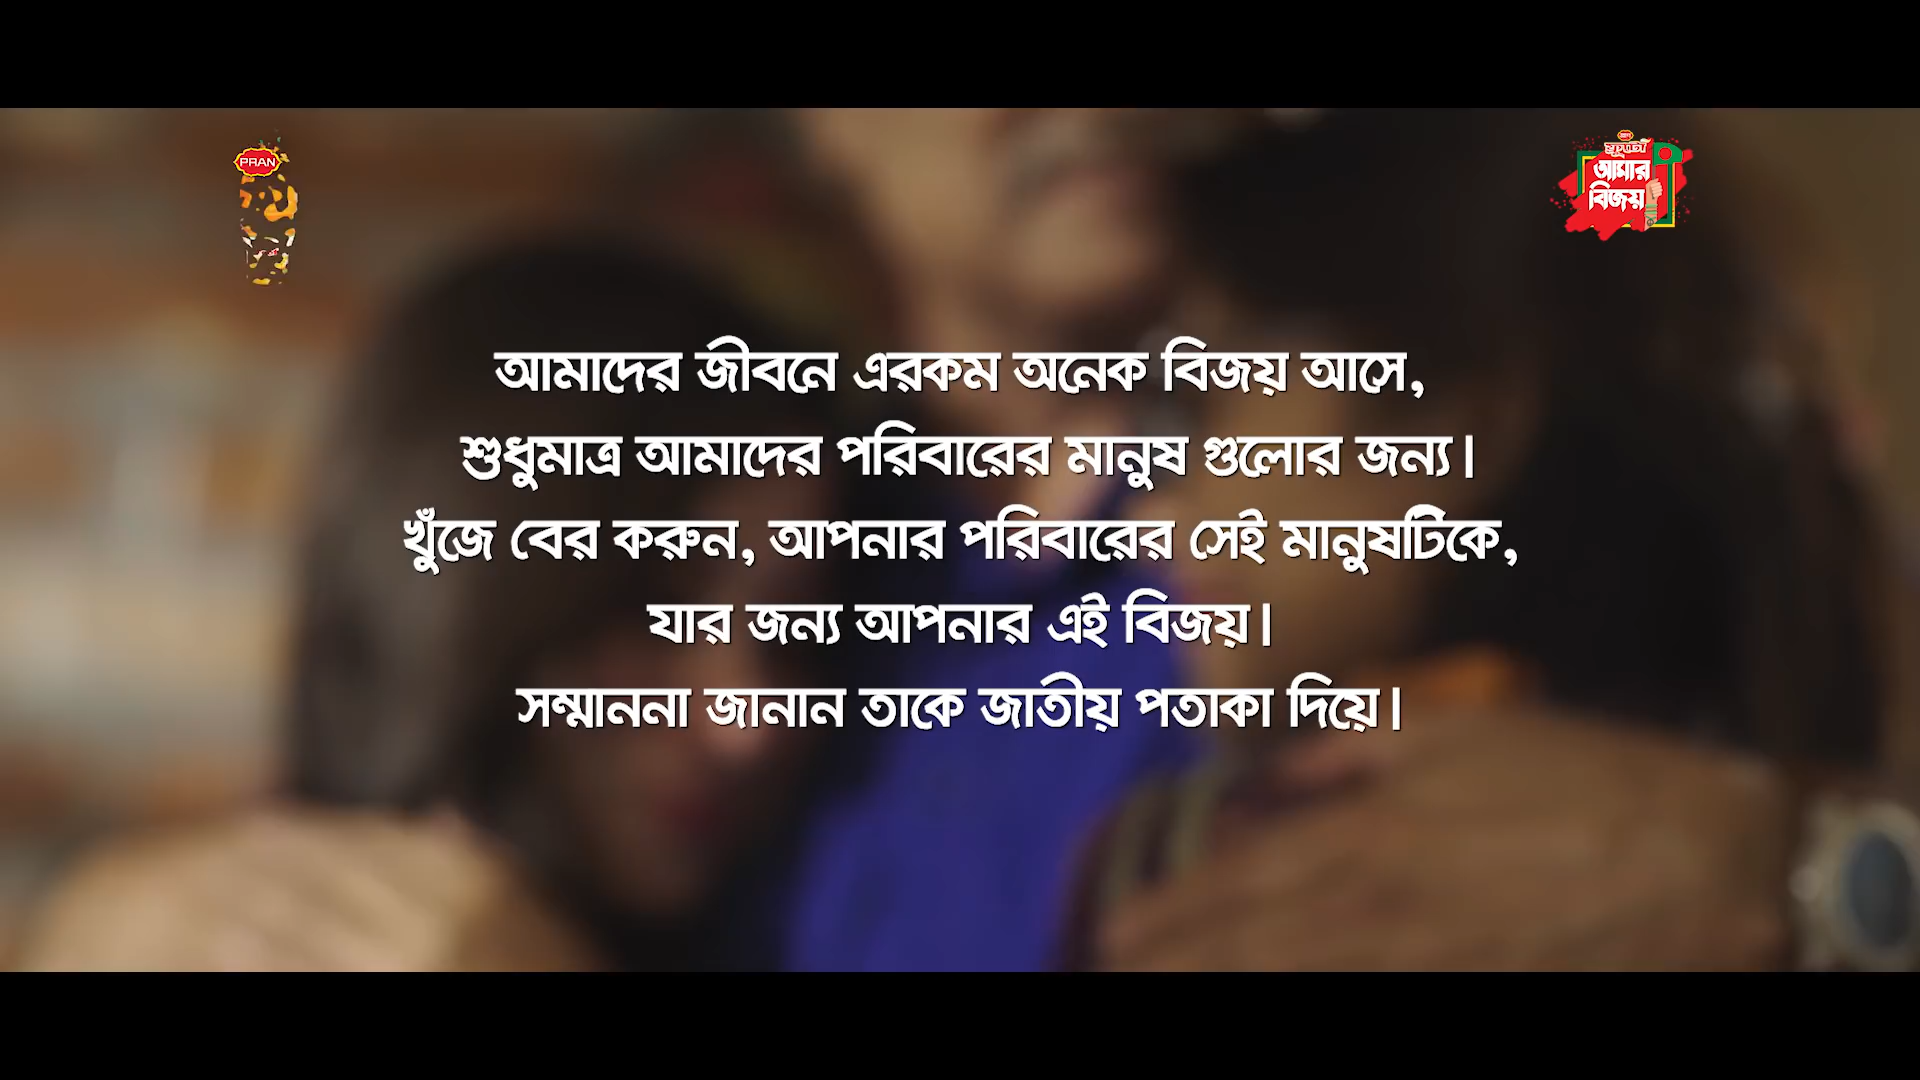 PRAN
আমার
বিজয়
আমাদের জীবনে এরকম অনেক বিজয় আসে,
শুধুমাত্র আমাদের পরিবারের মানুষ গুলোর জন্য।
খুঁজে বের করুন, আপনার পরিবারের সেই মানুষটিকে,
যার জন্য আপনার এই বিজয়।
সম্মাননা জানান তাকে জাতীয় পতাকা দিয়ে।